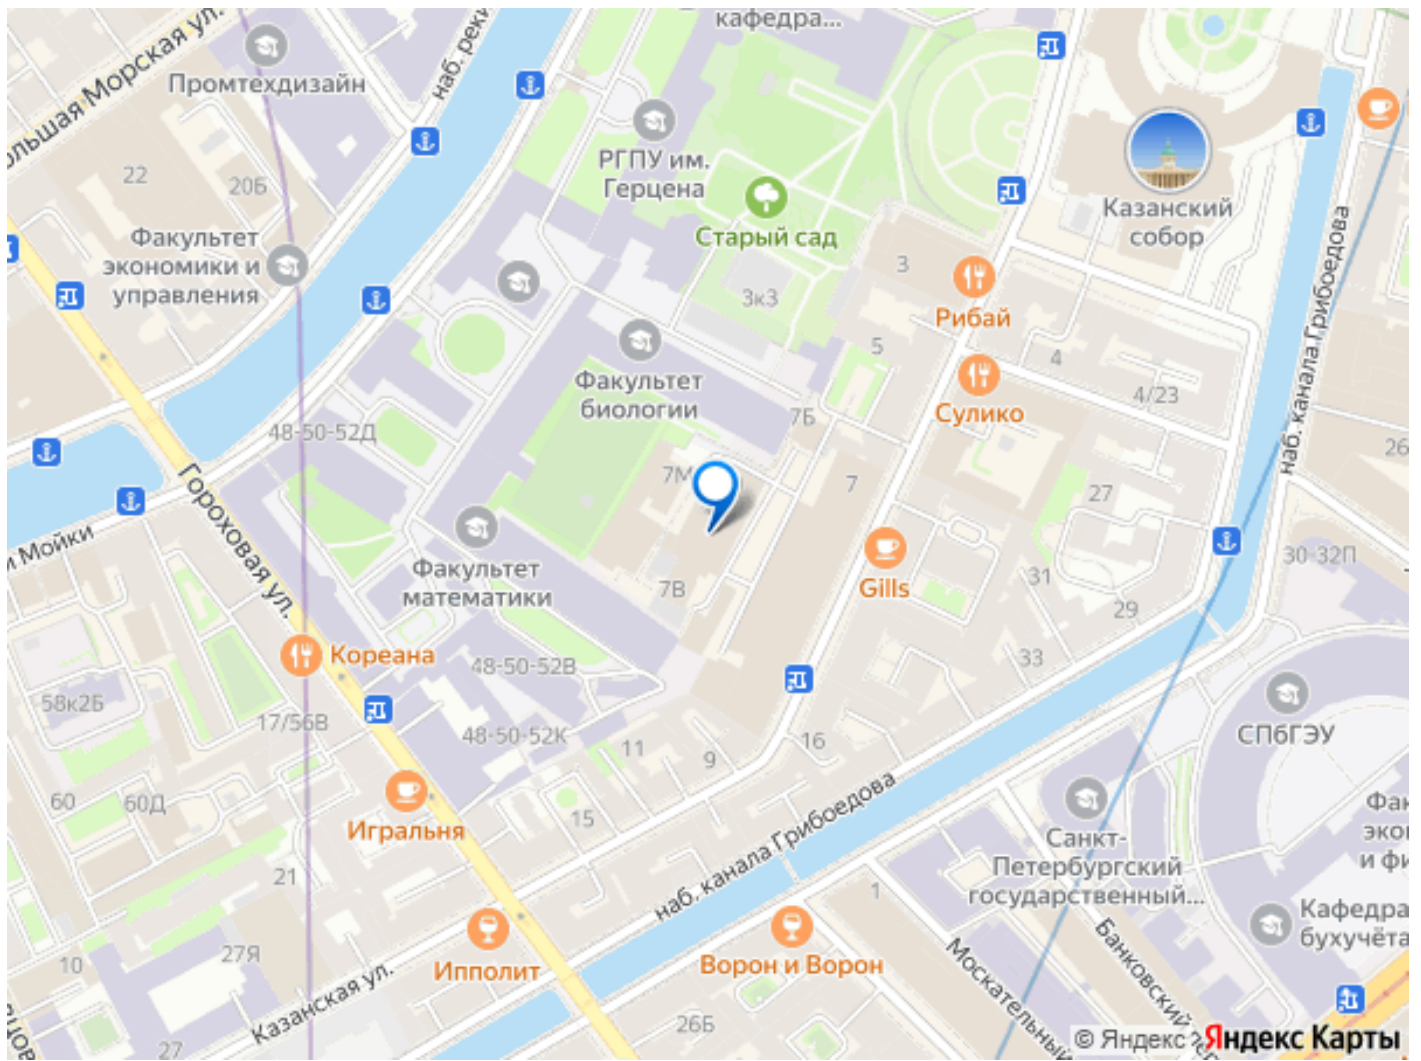 кафедра...
Большая Морская ул.
Промтехдизайн
наб. реки
22
20Б
РГПУ им.
Герцена
Старый сад
Казанский
собор
Факультет
экономики и
управления
3
3к3
Рибай
5
4
4/23
наб. канала Грибоедова
Факультет
биологии
Сулико
7Б
26
48-50-52Д
7М
7
27
Гороховая ул.
и Мойки
Факультет
математики
7В
Gills
31
29
30-32П
33
Кореана
48-50-52В
58к2Б
17/56В
48-50-52К
11
9
16
СПбГЭУ
60
60Д
Игральня
15
наб. канала Грибоедова
Санкт-
Петербургский
государственный...
Фак
экон
и фи
21
1
Кафедра
бухучёта
27Я
10
Ипполит
Ворон и Ворон
Москательный
Банковский
Казанская ул.
27
26Б
© Яндекс Яндекс Карты